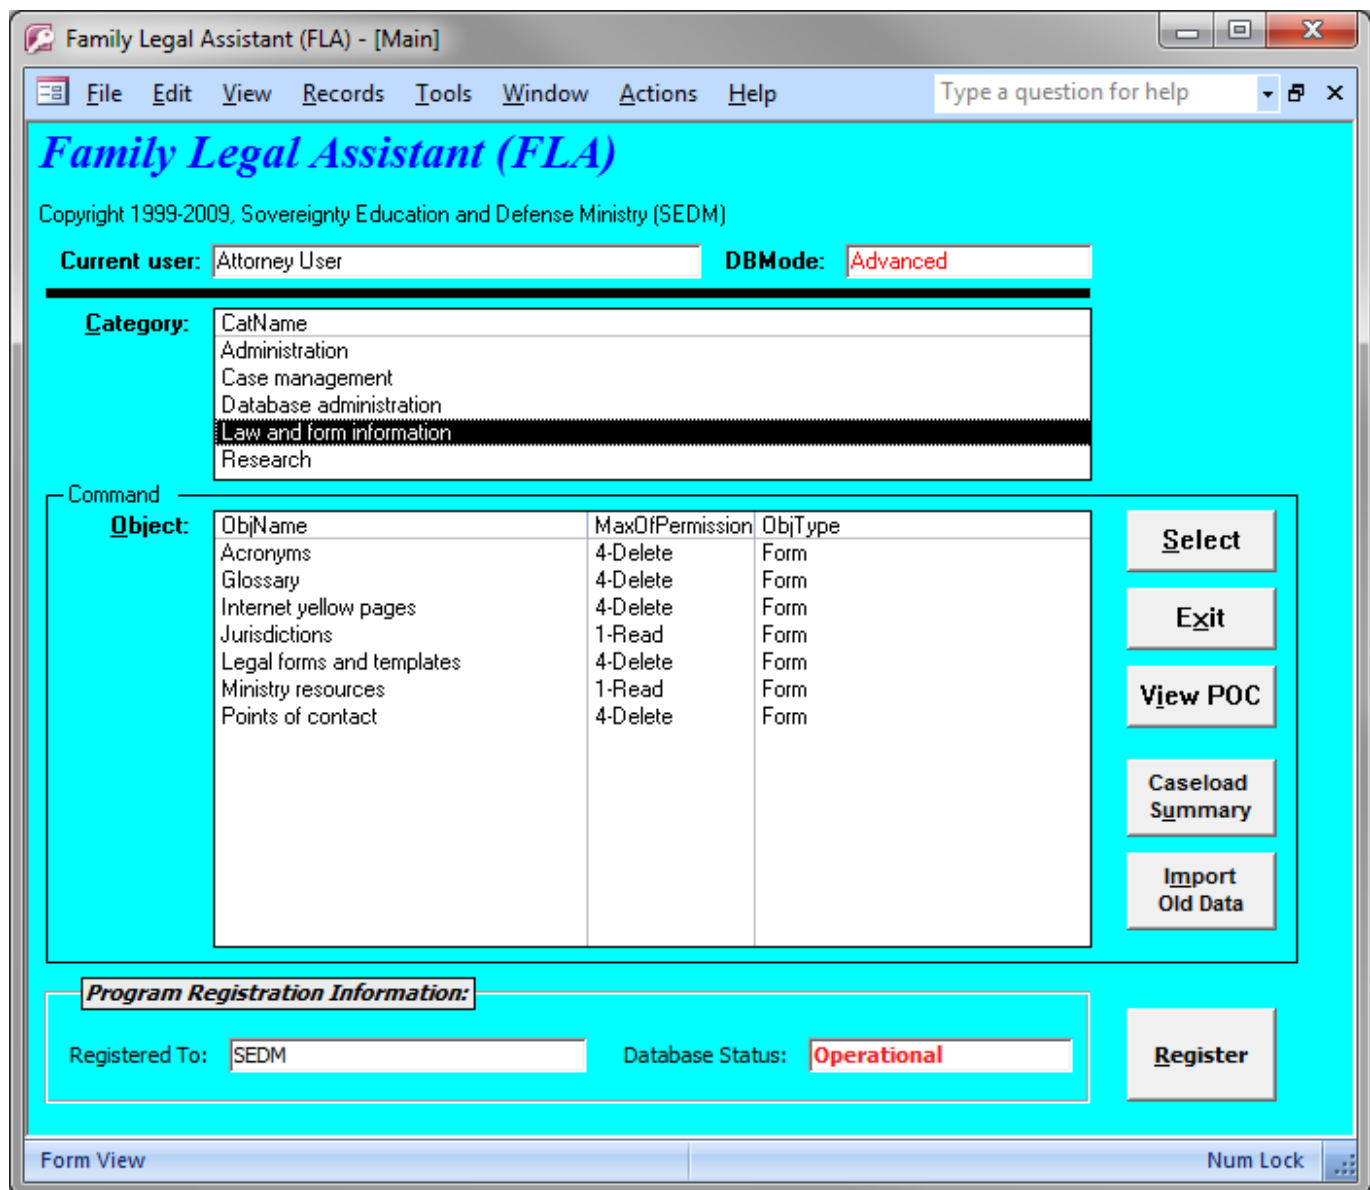 Family Legal Assistant (FLA) - [Main]
File Edit View Records Tools Window Actions Help Type a question for help
Family Legal Assistant (FLA)
Copyright 1999-2009, Sovereignty Education and Defense Ministry (SEDM)
Current user: Attorney User DBMode: Advanced
Category: CatName
Administration
Case management
Database administration
Law and form information
Research
Command
Object: ObjName MaxOfPermission ObjType
Acronyms 4-Delete Form
Glossary 4-Delete Form
Internet yellow pages 4-Delete Form
Jurisdictions 1-Read Form
Legal forms and templates 4-Delete Form
Ministry resources 1-Read Form
Points of contact 4-Delete Form
Select
Exit
View POC
Caseload
Summary
Import
Old Data
Program Registration Information:
Registered To: SEDM Database Status: Operational
Register
Form View Num Lock